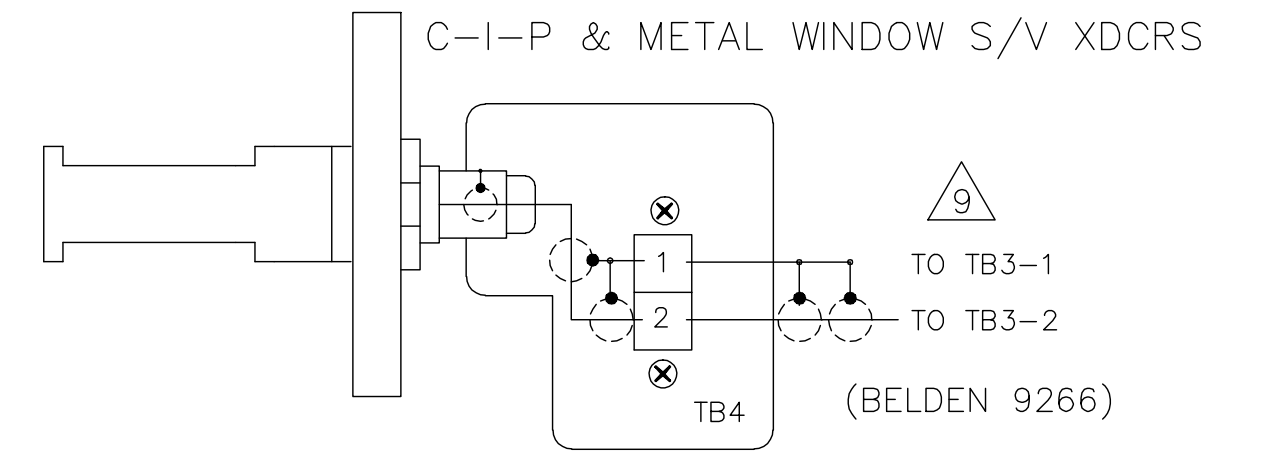 C-I-P & METAL WINDOW S/V XDCRS
9
1
TO TB3-1
2
TO TB3-2
(BELDEN 9266)
TB4